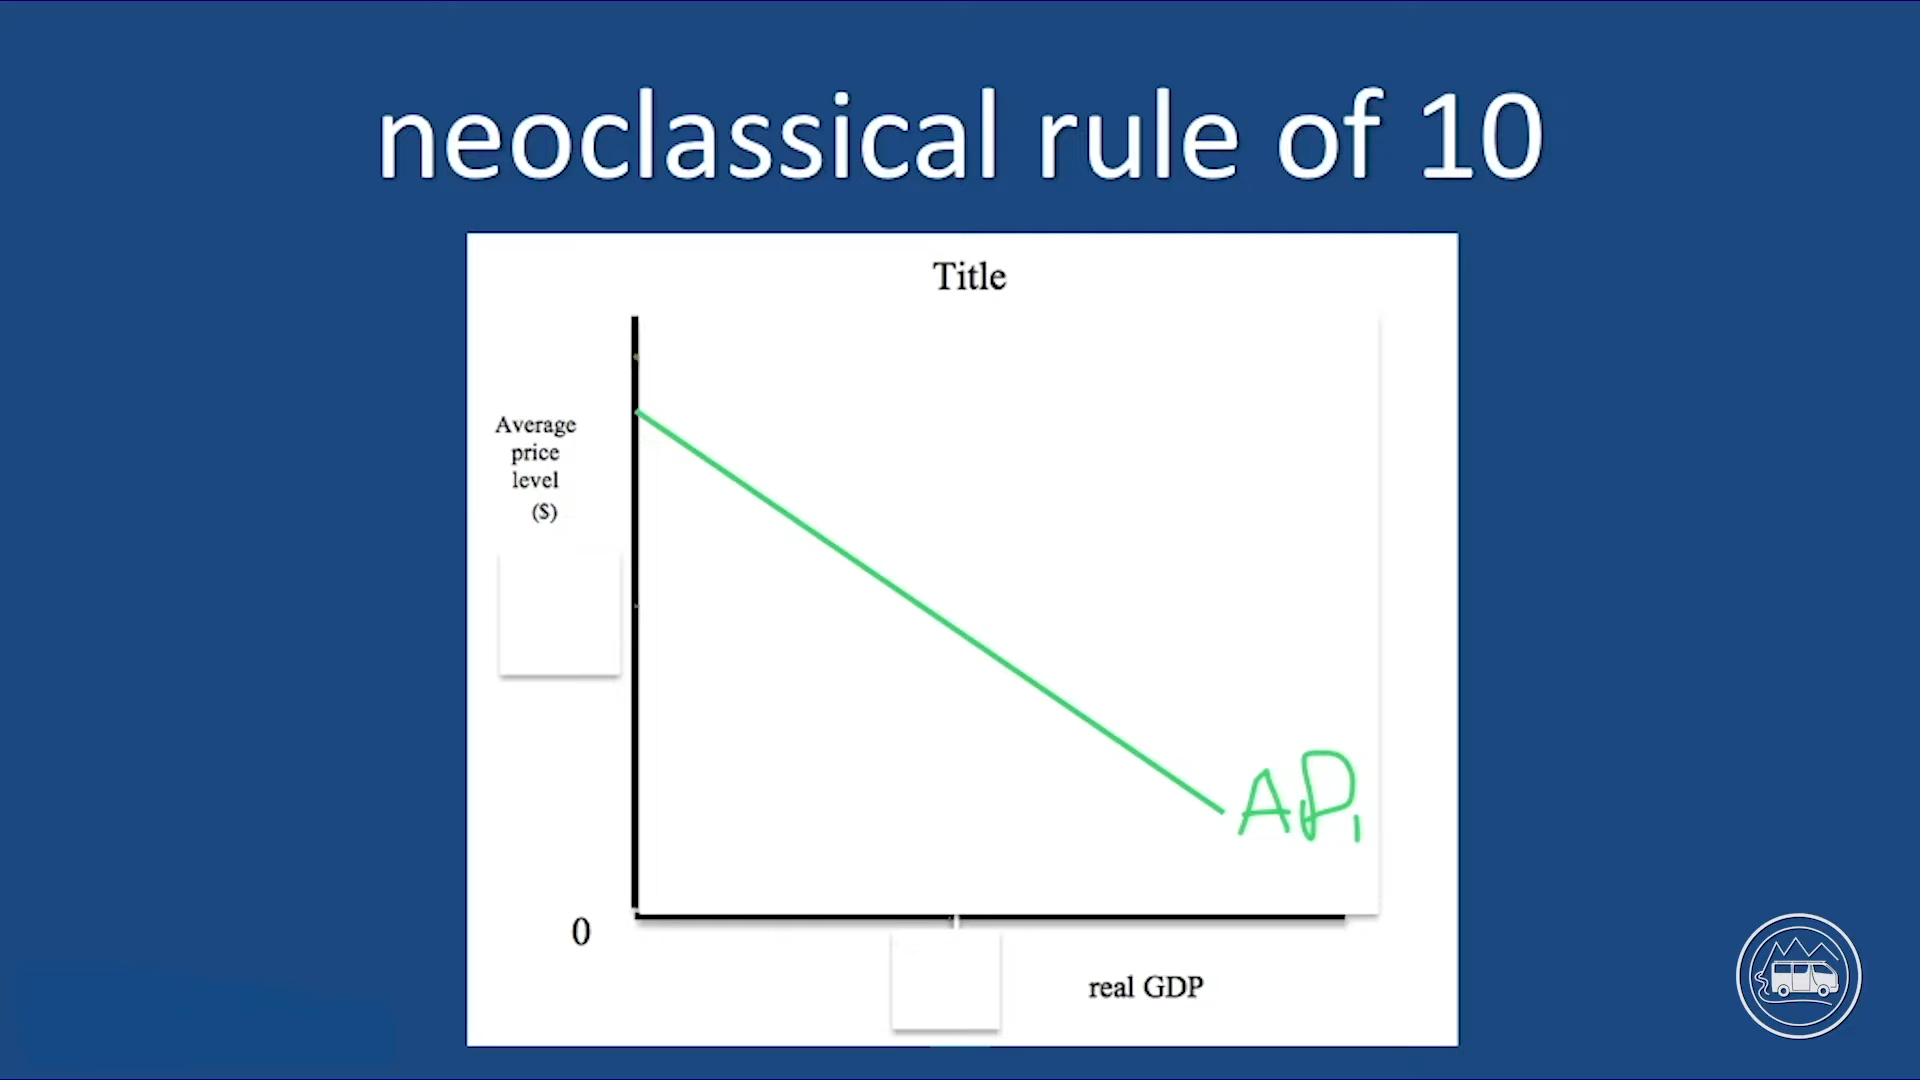 neoclassical rule of 10
Title
Average
price
level
($)
AD1
0
real GDP